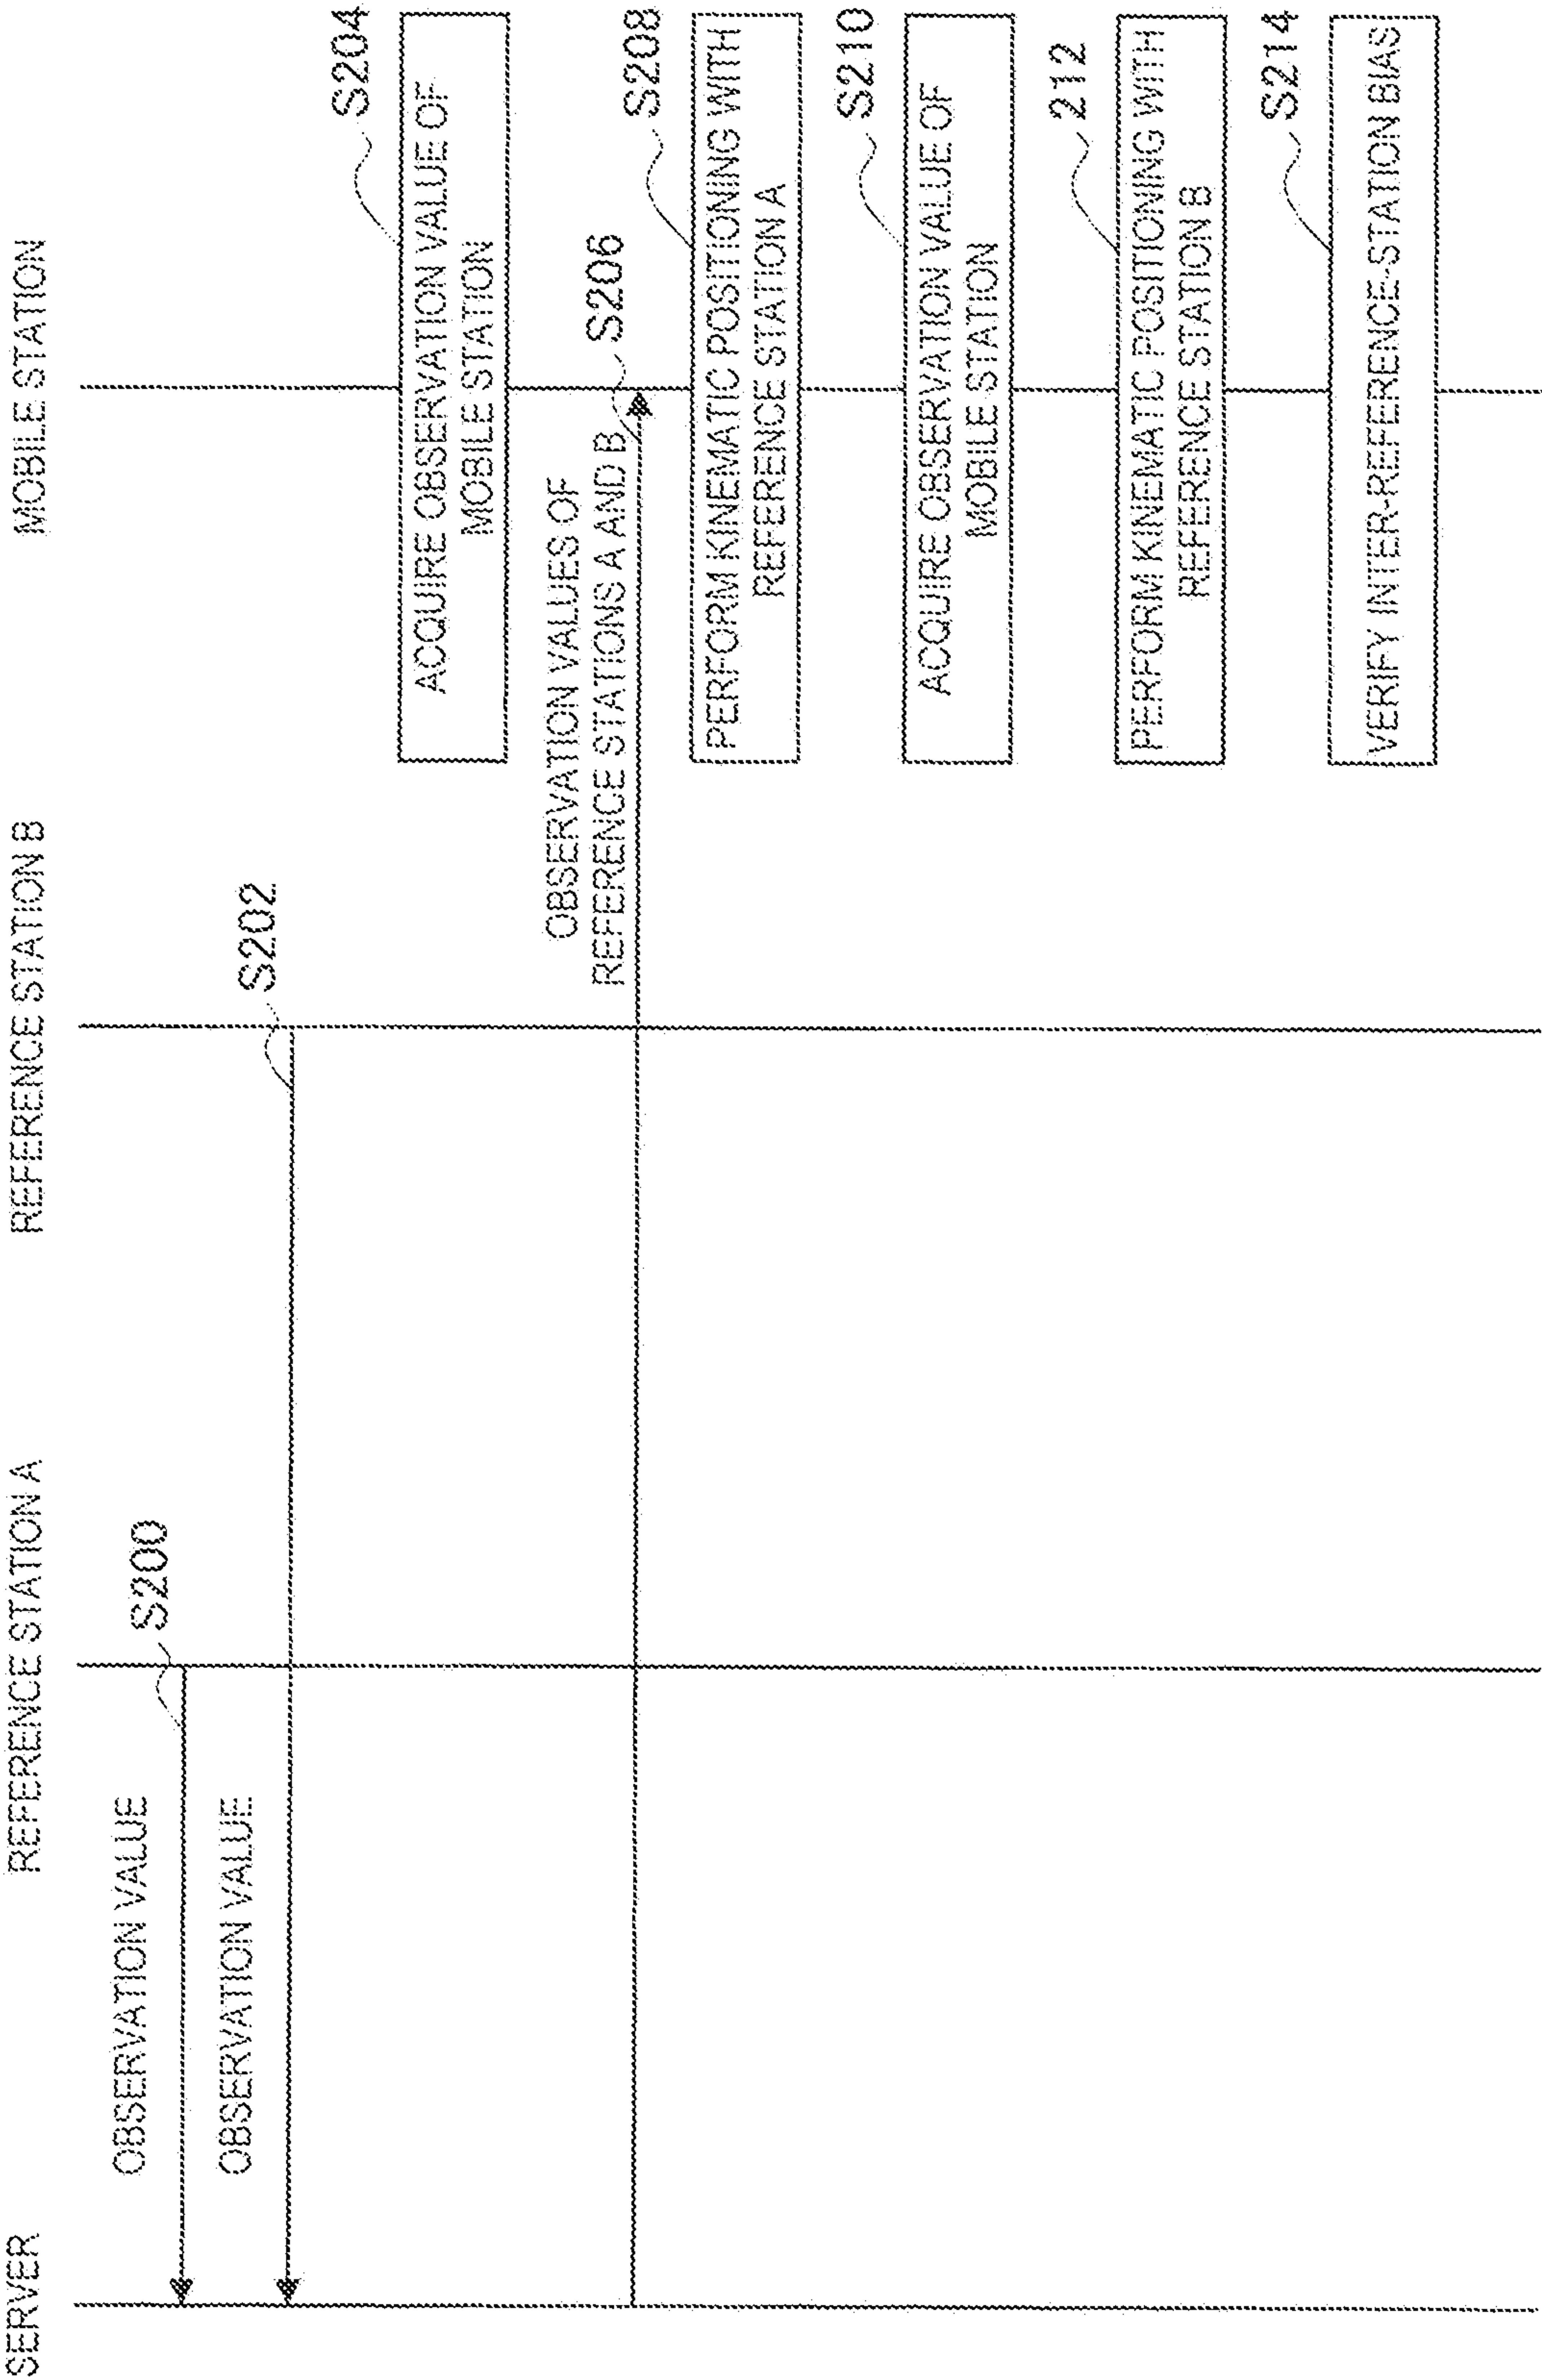 SERVER
REFERENCE STATION A
REFERENCE STATION B
MOBILE STATION
OBSERVATION VALUE
S200
OBSERVATION VALUE
S202
S204
ACQUIRE OBSERVATION VALUE OF
MOBILE STATION
OBSERVATION VALUES OF
REFERENCE STATIONS A AND B
S206
S208
PERFORM KINEMATIC POSITIONING WITH
REFERENCE STATION A
S210
ACQUIRE OBSERVATION VALUE OF
MOBILE STATION
212
PERFORM KINEMATIC POSITIONING WITH
REFERENCE STATION B
S214
VERIFY INTER-REFERENCE-STATION BIAS